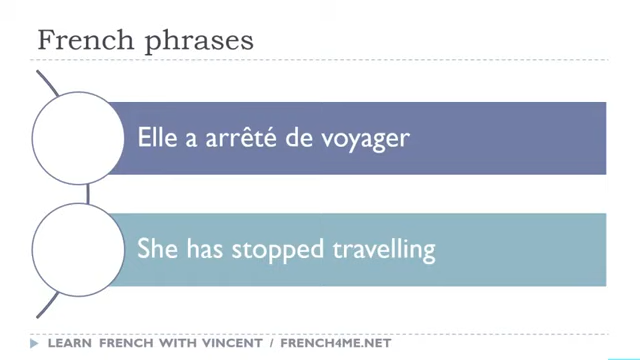 French phrases
Elle a arrêté de voyager
She has stopped travelling
LEARN FRENCH WITH VINCENT / FRENCH4ME.NET